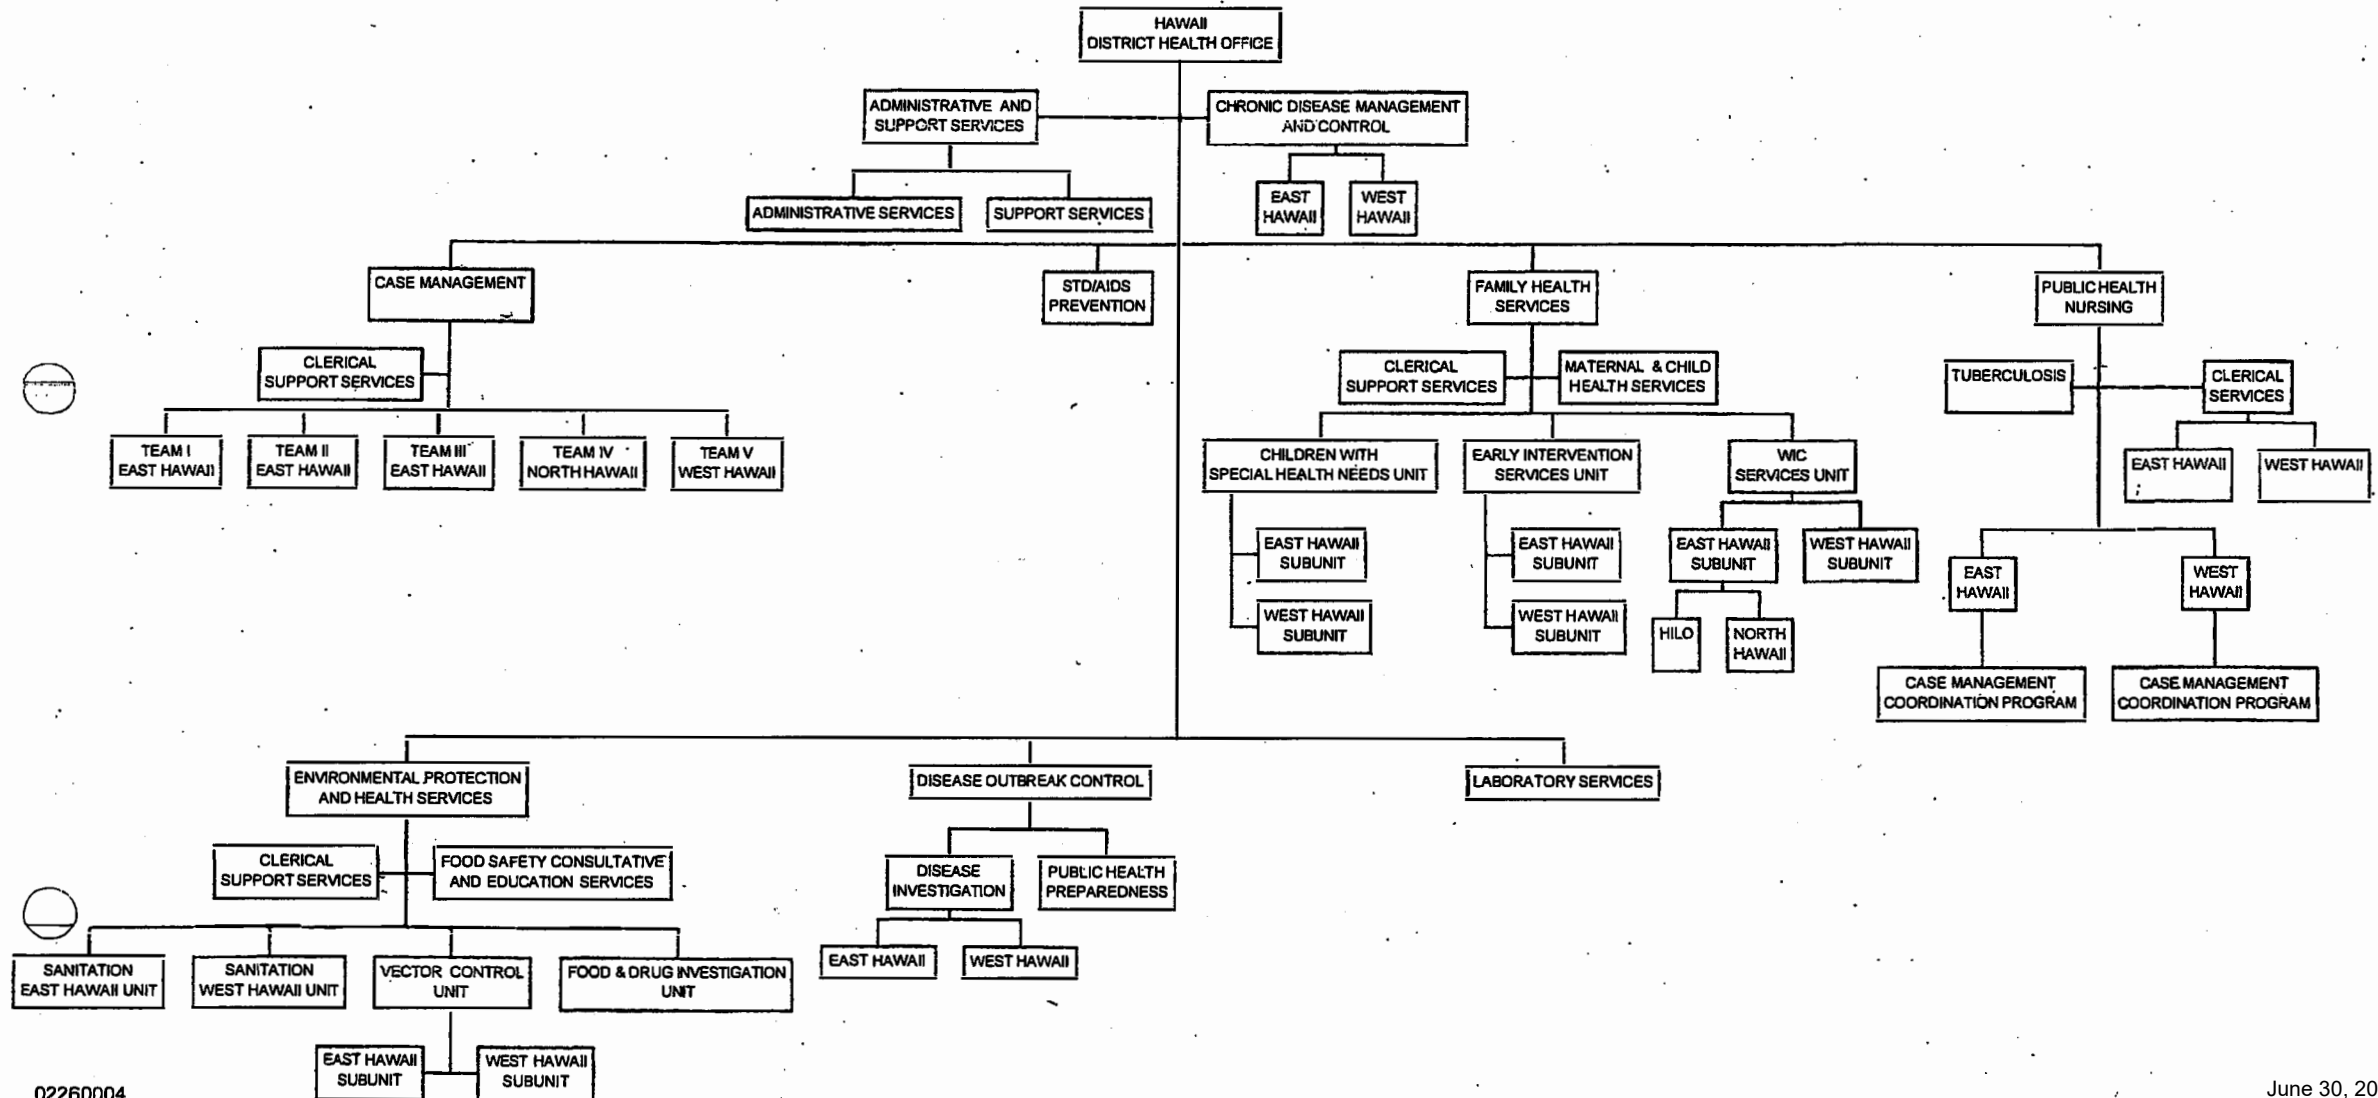 HAWAII
DISTRICT HEALTH OFFICE
ADMINISTRATIVE AND
SUPPORT SERVICES
CHRONIC DISEASE MANAGEMENT
AND CONTROL
ADMINISTRATIVE SERVICES
SUPPORT SERVICES
EAST
HAWAII
WEST
HAWAII
CASE MANAGEMENT
STD/AIDS
PREVENTION
FAMILY HEALTH
SERVICES
PUBLIC HEALTH
NURSING
CLERICAL
SUPPORT SERVICES
TEAM I
EAST HAWAII
TEAM II
EAST HAWAII
TEAM III
EAST HAWAII
TEAM IV
NORTH HAWAII
TEAM V
WEST HAWAII
CLERICAL
SUPPORT SERVICES
MATERNAL & CHILD
HEALTH SERVICES
CHILDREN WITH
SPECIAL HEALTH NEEDS UNIT
EARLY INTERVENTION
SERVICES UNIT
WIC
SERVICES UNIT
EAST HAWAII
SUBUNIT
WEST HAWAII
SUBUNIT
EAST HAWAII
SUBUNIT
WEST HAWAII
SUBUNIT
EAST HAWAII
SUBUNIT
WEST HAWAII
SUBUNIT
HILO
NORTH
HAWAII
TUBERCULOSIS
CLERICAL
SERVICES
EAST HAWAII
WEST HAWAII
EAST
HAWAII
WEST
HAWAII
CASE MANAGEMENT
COORDINATION PROGRAM
CASE MANAGEMENT
COORDINATION PROGRAM
ENVIRONMENTAL PROTECTION
AND HEALTH SERVICES
DISEASE OUTBREAK CONTROL
LABORATORY SERVICES
CLERICAL
SUPPORT SERVICES
FOOD SAFETY CONSULTATIVE
AND EDUCATION SERVICES
DISEASE
INVESTIGATION
PUBLIC HEALTH
PREPAREDNESS
EAST HAWAII
WEST HAWAII
SANITATION
EAST HAWAII UNIT
SANITATION
WEST HAWAII UNIT
VECTOR CONTROL
UNIT
FOOD & DRUG INVESTIGATION
UNIT
EAST HAWAII
SUBUNIT
WEST HAWAII
SUBUNIT
02260004
June 30, 20